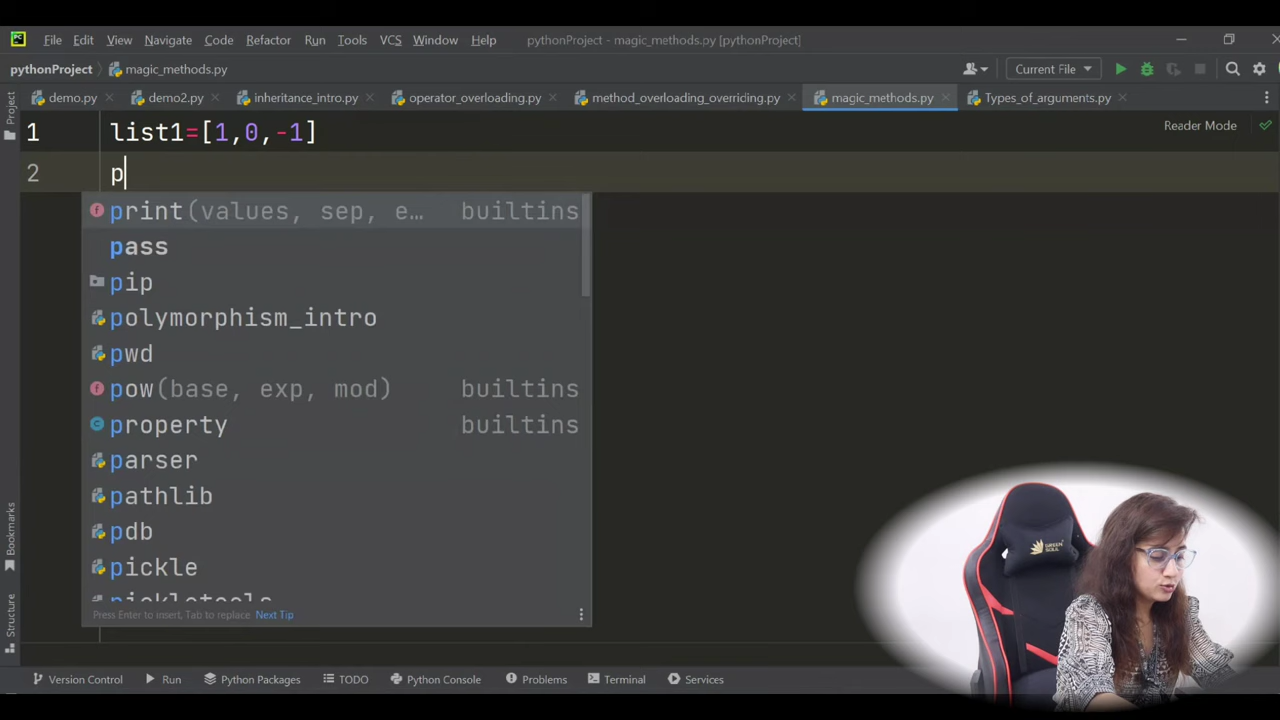 PC File Edit View Navigate Code Refactor Run Tools VCS Window Help pythonProject - magic_methods.py [pythonProject]
pythonProject magic_methods.py Current File
demo.py demo2.py inheritance_intro.py operator_overloading.py method_overloading_overriding.py magic_methods.py Types_of_arguments.py
Project
Reader Mode
1 list1=[1,0,-1]
2 p
print(values, sep, e… builtins
pass
pip
polymorphism_intro
pwd
pow(base, exp, mod) builtins
property builtins
parser
pathlib
pdb
pickle
pickletools
Press Enter to insert, Tab to replace Next Tip
Bookmarks
Structure
GREEN SOUL
Version Control Run Python Packages TODO Python Console Problems Terminal Services